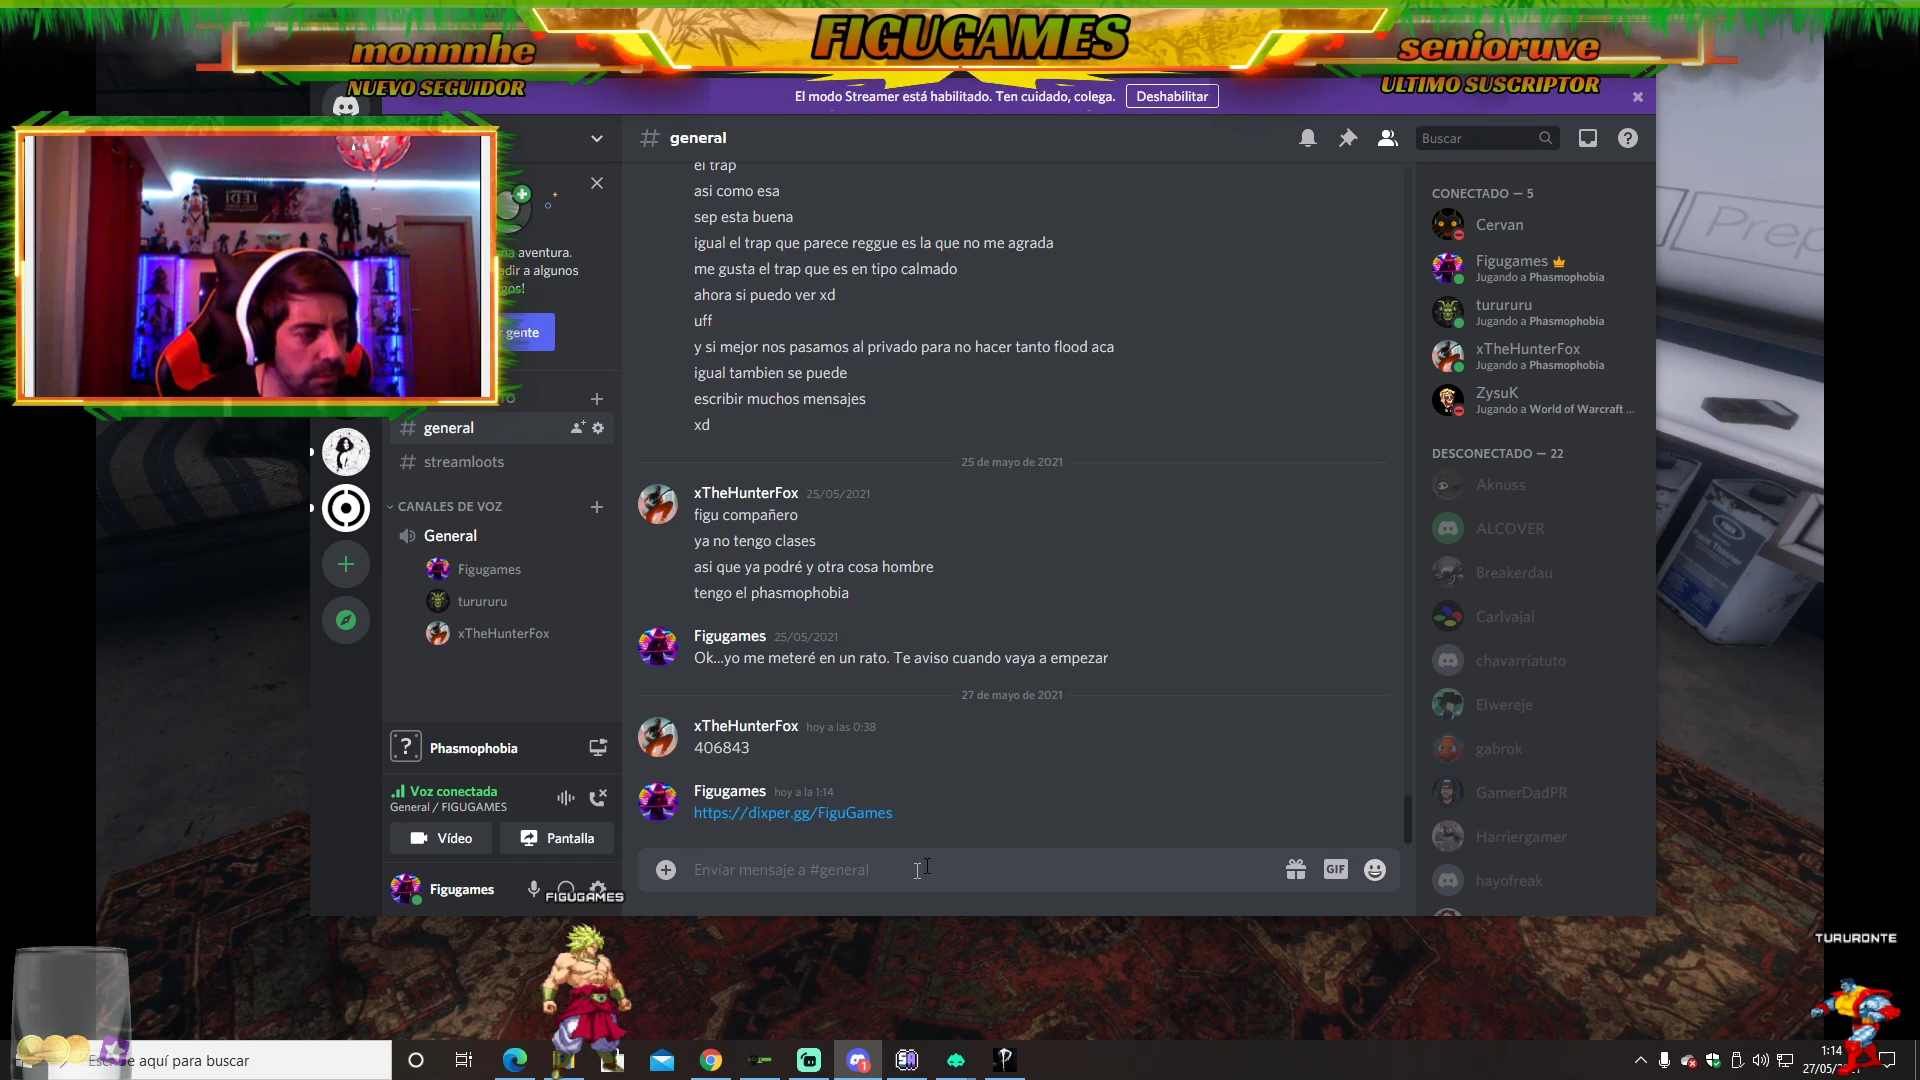 FIGUGAMES
monnnhe
NUEVO SEGUIDOR
senioruve
ULTIMO SUSCRIPTOR
El modo Streamer está habilitado. Ten cuidado, colega.
Deshabilitar
general
Buscar
el trap
asi como esa
sep esta buena
igual el trap que parece reggue es la que no me agrada
me gusta el trap que es en tipo calmado
ahora si puedo ver xd
uff
y si mejor nos pasamos al privado para no hacer tanto flood aca
igual tambien se puede
escribir muchos mensajes
xd
25 de mayo de 2021
xTheHunterFox 25/05/2021
figu compañero
ya no tengo clases
asi que ya podré y otra cosa hombre
tengo el phasmophobia
Figugames 25/05/2021
Ok...yo me meteré en un rato. Te aviso cuando vaya a empezar
27 de mayo de 2021
xTheHunterFox hoy a las 0:38
406843
Figugames hoy a la 1:14
https://dixper.gg/FiguGames
Enviar mensaje a #general
GIF
JEDI
aventura.
dir a algunos
gente
general
streamloots
CANALES DE VOZ
General
Figugames
turururu
xTheHunterFox
Phasmophobia
Voz conectada
General / FIGUGAMES
Vídeo
Pantalla
Figugames
FIGUGAMES
CONECTADO — 5
Cervan
Figugames
Jugando a Phasmophobia
turururu
Jugando a Phasmophobia
xTheHunterFox
Jugando a Phasmophobia
ZysuK
Jugando a World of Warcraft ...
DESCONECTADO — 22
Aknuss
ALCOVER
Breakerdau
Carlvajal
chavarriatuto
Elwereje
gabrok
GamerDadPR
Harriergamer
hayofreak
Prep
Paint Thinner
TURURONTE
aquí para buscar
1:14
27/05/